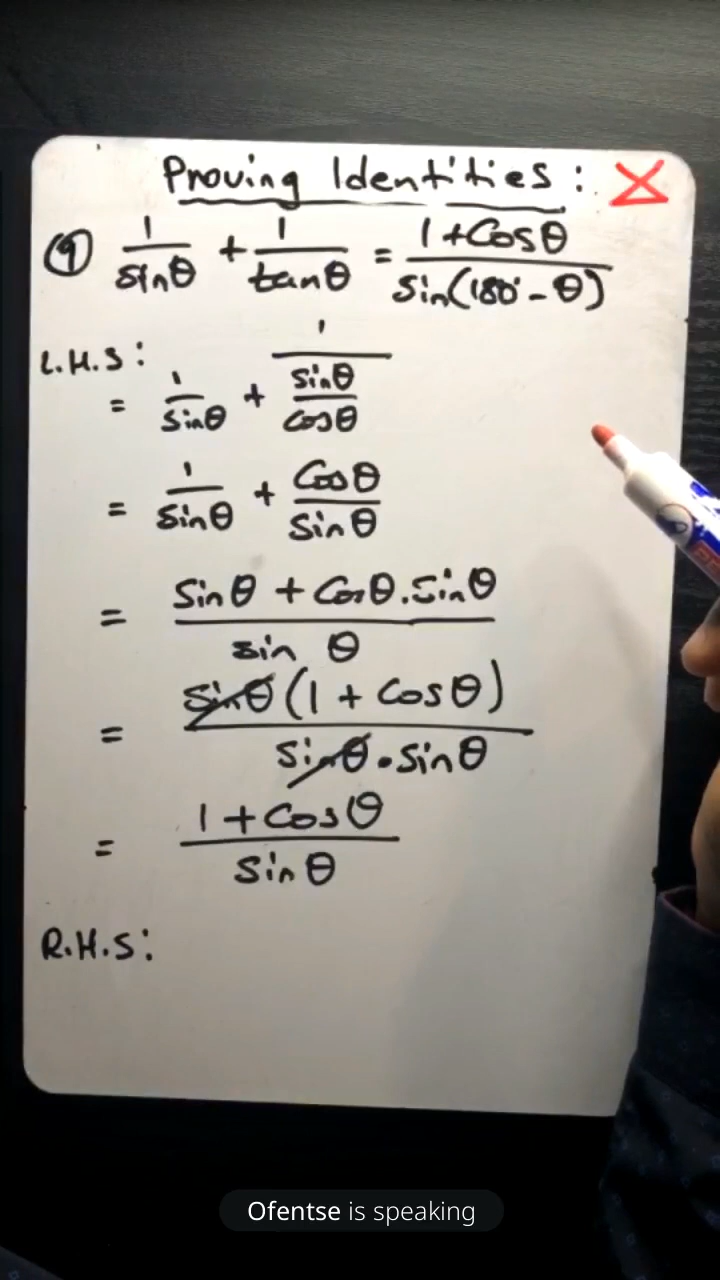 Proving Identities: X
⑨ 1/sinθ + 1/tanθ = 1+Cosθ/sin(180° - θ)
L.H.S:
= 1/sinθ + 1/(sinθ/cosθ)
= 1/sinθ + Cosθ/sinθ
= sinθ + Cosθ.sinθ/sin θ
= sinθ(1 + cosθ)/sinθ.sinθ
= 1+cosθ/sinθ
R.H.S:
Ofentse is speaking